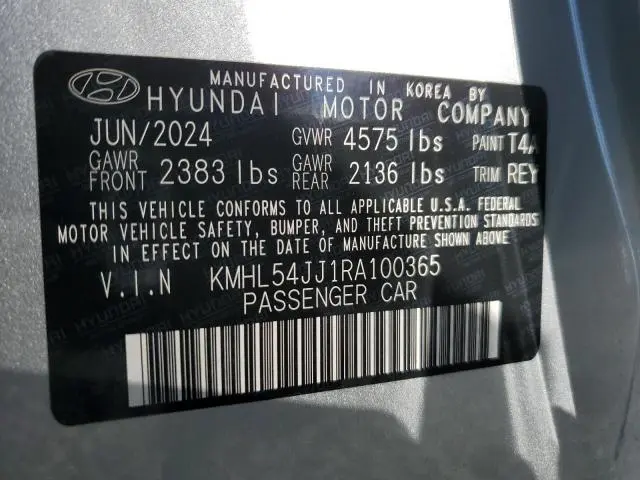 MANUFACTURED IN KOREA BY
HYUNDAI MOTOR COMPANY
JUN/2024 GVWR 4575 lbs PAINT T4A
GAWR FRONT 2383 lbs GAWR REAR 2136 lbs TRIM REY
THIS VEHICLE CONFORMS TO ALL APPLICABLE U.S.A. FEDERAL
MOTOR VEHICLE SAFETY, BUMPER, AND THEFT PREVENTION STANDARDS
IN EFFECT ON THE DATE OF MANUFACTURE SHOWN ABOVE
V.I.N KMHL54JJ1RA100365
PASSENGER CAR